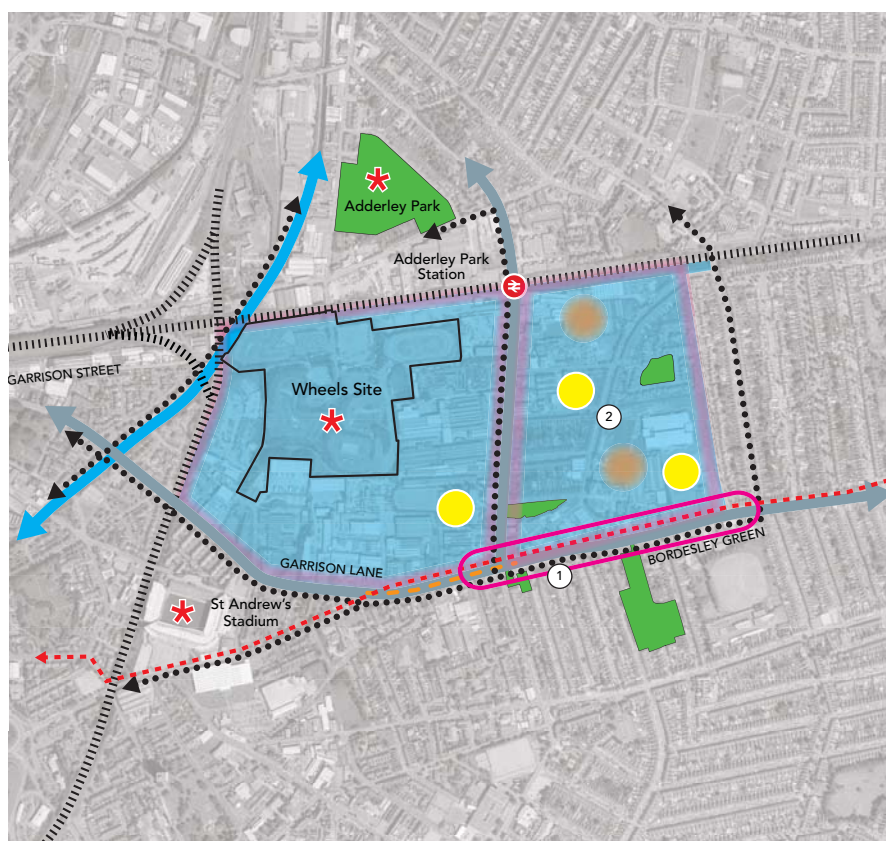 Adderley Park
Adderley Park
Station
GARRISON STREET
Wheels Site
2
GARRISON LANE
BORDESLEY GREEN
1
St Andrew's
Stadium